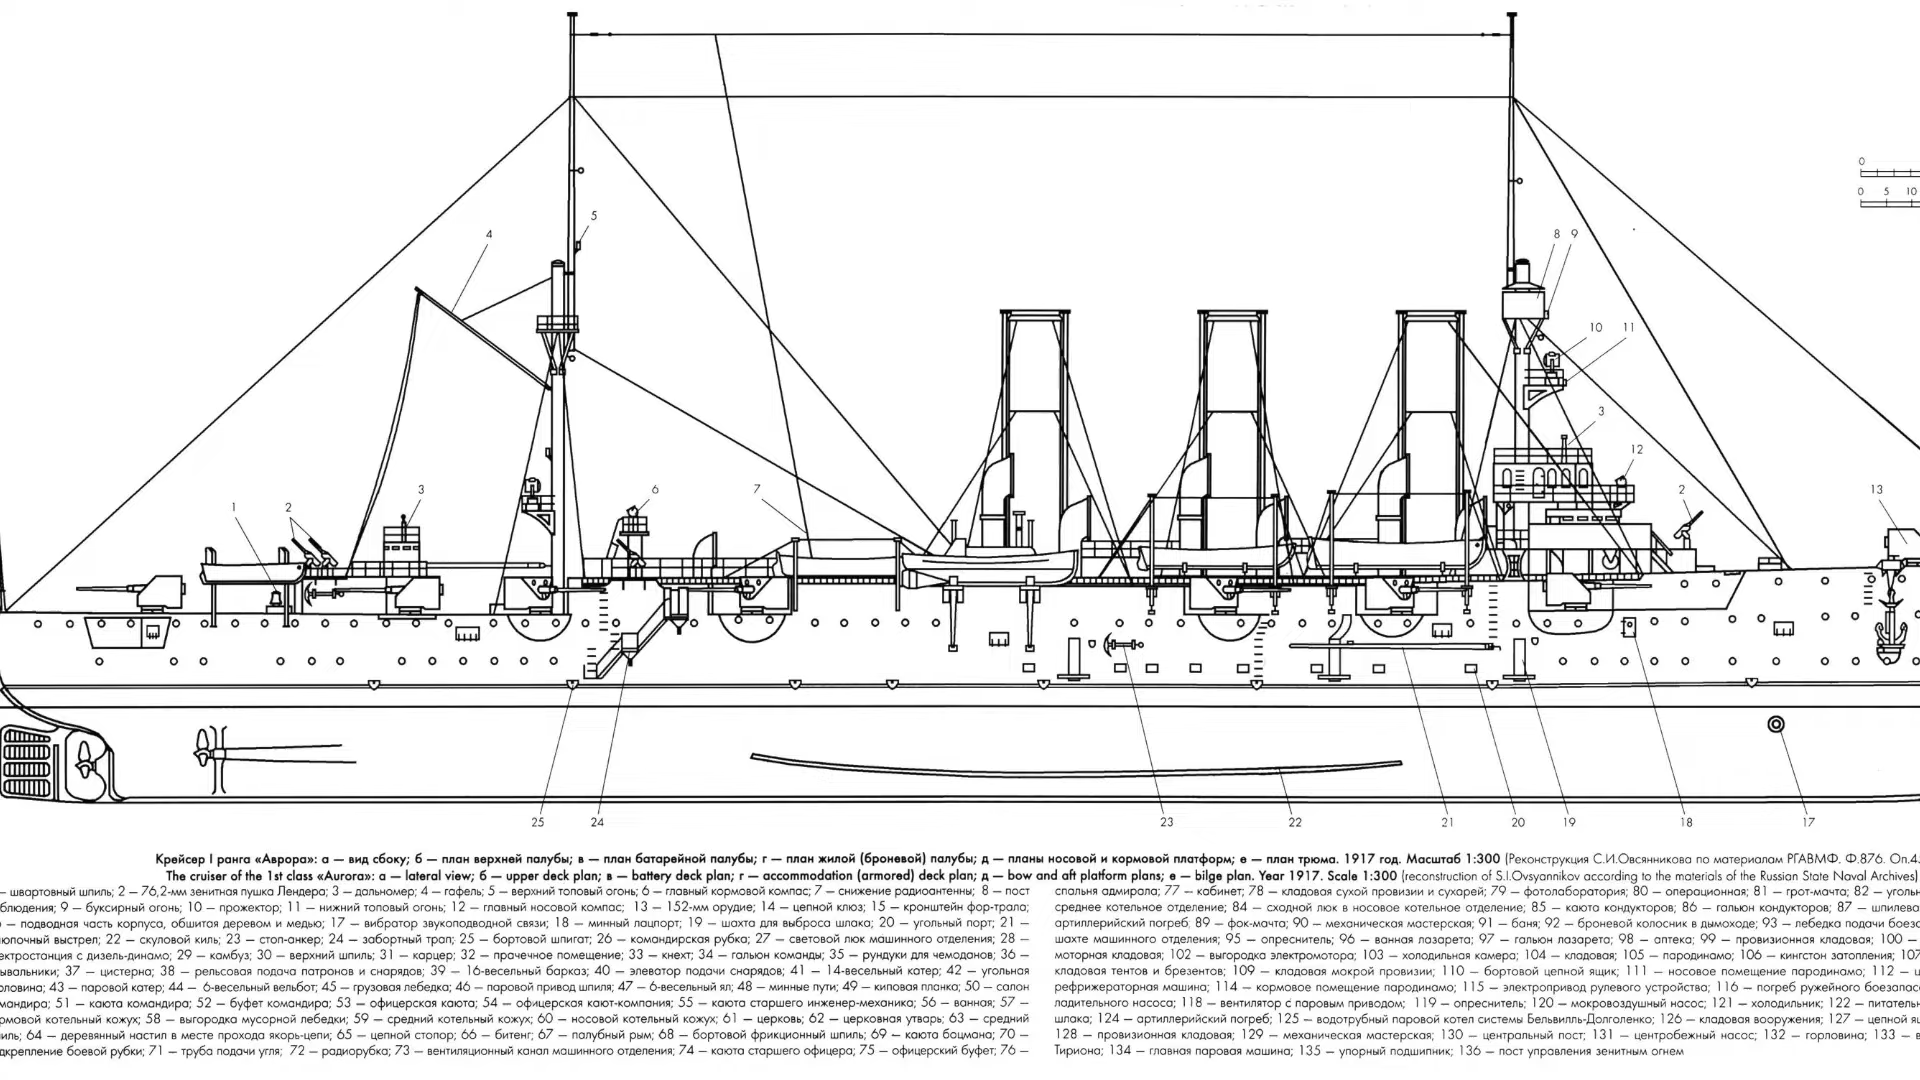 0
0 5 10
5
4
8 9
10 11
3
12
1
2
3
6
7
2
13
25
24
23
22
21
20
19
18
17
Крейсер I ранга «Аврора»: а — вид сбоку; б — план верхней палубы; в — план батарейной палубы; г — план жилой (броневой) палубы; д — планы носовой и кормовой платформ; е — план трюма. 1917 год. Масштаб 1:300 (Реконструкция С.И.Овсянникова по материалам РГАВМФ. Ф.876. Оп.
The cruiser of the 1st class «Aurora»: а — lateral view; б — upper deck plan; в — battery deck plan; г — accommodation (armored) deck plan; д — bow and aft platform plans; е — bilge plan. Year 1917. Scale 1:300 (reconstruction of S.I.Ovsyannikov according to the materials of the Russian State Naval Archives)
— швартовный шпиль; 2 — 76,2-мм зенитная пушка Лендера; 3 — дальномер; 4 — гафель; 5 — верхний топовый огонь; 6 — главный кормовой компас; 7 — снижение радиоантенны; 8 — пост
блюдения; 9 — буксирный огонь; 10 — прожектор; 11 — нижний топовый огонь; 12 — главный носовой компас; 13 — 152-мм орудие; 14 — цепной клюз; 15 — кронштейн фор-трала;
— подводная часть корпуса, обшитая деревом и медью; 17 — вибратор звукоподводной связи; 18 — минный лацпорт; 19 — шахта для выброса шлака; 20 — угольный порт; 21 —
юпочный выстрел; 22 — скуловой киль; 23 — стоп-анкер; 24 — забортный трап; 25 — бортовой шпигат; 26 — командирская рубка; 27 — световой люк машинного отделения; 28 —
ектростанция с дизель-динамо; 29 — камбуз; 30 — верхний шпиль; 31 — карцер; 32 — прачечное помещение; 33 — кнехт; 34 — гальюн команды; 35 — рундуки для чемоданов; 36 —
ывальники; 37 — цистерна; 38 — рельсовая подача патронов и снарядов; 39 — 16-весельный баркас; 40 — элеватор подачи снарядов; 41 — 14-весельный катер; 42 — угольная
оловина; 43 — паровой катер; 44 — 6-весельный вельбот; 45 — грузовая лебедка; 46 — паровой привод шпиля; 47 — 6-весельный ял; 48 — минные пути; 49 — киповая планка; 50 — салон
мандира; 51 — каюта командира; 52 — буфет командира; 53 — офицерская каюта; 54 — офицерская кают-компания; 55 — каюта старшего инженер-механика; 56 — ванная; 57 —
рмовой котельный кожух; 58 — выгородка мусорной лебедки; 59 — средний котельный кожух; 60 — носовой котельный кожух; 61 — церковь; 62 — церковная утварь; 63 — средний
иль; 64 — деревянный настил в месте прохода якорь-цепи; 65 — цепной стопор; 66 — битенг; 67 — палубный рым; 68 — бортовой фрикционный шпиль; 69 — каюта боцмана; 70 —
дкрепление боевой рубки; 71 — труба подачи угля; 72 — радиорубка; 73 — вентиляционный канал машинного отделения; 74 — каюта старшего офицера; 75 — офицерский буфет; 76 —
спальня адмирала; 77 — кабинет; 78 — кладовая сухой провизии и сухарей; 79 — фотолаборатория; 80 — операционная; 81 — грот-мачта; 82 — уголь
среднее котельное отделение; 84 — сходной люк в носовое котельное отделение; 85 — каюта кондукторов; 86 — гальюн кондукторов; 87 — шпилева
артиллерийский погреб; 89 — фок-мачта; 90 — механическая мастерская; 91 — баня; 92 — броневой колосник в дымоходе; 93 — лебедка подачи боезо
шахте машинного отделения; 95 — опреснитель; 96 — ванная лазарета; 97 — гальюн лазарета; 98 — аптека; 99 — провизионная кладовая; 100 —
моторная кладовая; 102 — выгородка электромотора; 103 — холодильная камера; 104 — кладовая; 105 — пародинамо; 106 — кингстон затопления; 107
кладовая тентов и брезентов; 109 — кладовая мокрой провизии; 110 — бортовой цепной ящик; 111 — носовое помещение пародинамо; 112 — ц
рефрижераторная машина; 114 — кормовое помещение пародинамо; 115 — электропривод рулевого устройства; 116 — погреб ружейного боезапас
ладительного насоса; 118 — вентилятор с паровым приводом; 119 — опреснитель; 120 — мокровоздушный насос; 121 — холодильник; 122 — питатель
шлака; 124 — артиллерийский погреб; 125 — водотрубный паровой котел системы Бельвилль-Долголенко; 126 — кладовая вооружения; 127 — цепной я
128 — провизионная кладовая; 129 — механическая мастерская; 130 — центральный пост; 131 — центробежный насос; 132 — горловина; 133 — в
Тириона; 134 — главная паровая машина; 135 — упорный подшипник; 136 — пост управления зенитным огнем